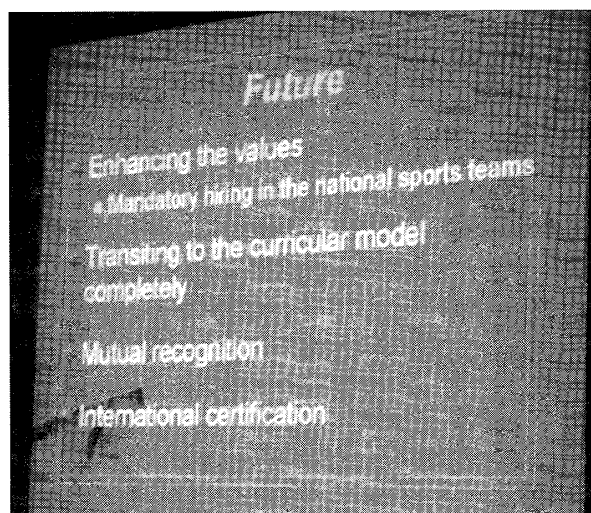 Future
Enhancing the values
Mandatory hiring in the national sports teams
Transiting to the curricular model
completely
Mutual recognition
International certification